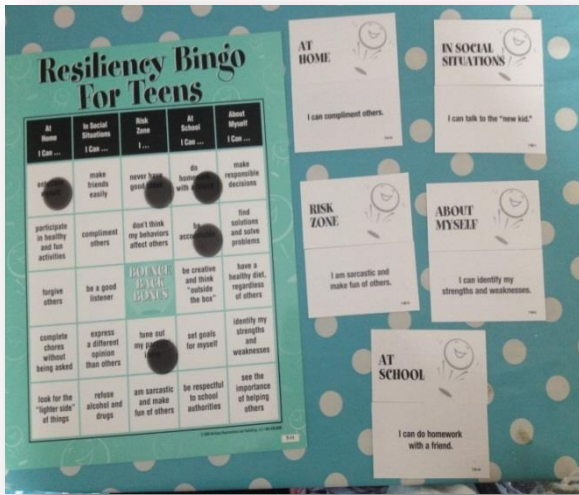 Resiliency Bingo
For Teens
At
Home
I Can ...
In Social
Situations
I Can ...
Risk
Zone
I ...
At
School
I Can ...
About
Myself
I Can ...
make
friends
easily
never have
good
do
with
make
responsible
decisions
participate
in healthy
and fun
activities
compliment
others
don't think
my behaviors
affect others
be
find
solutions
and solve
problems
forgive
others
be a good
listener
BOUNCE
BACK
BONUS
be creative
and think
"outside
the box"
have a
healthy diet,
regardless
of others
complete
chores
without
being asked
express
a different
opinion
than others
tune out
my
set goals
for myself
identify my
strengths
and
weaknesses
look for the
"lighter side"
of things
refuse
alcohol and
drugs
am sarcastic
and make
fun of others
be respectful
to school
authorities
see the
importance
of helping
others
AT
HOME
I can compliment others.
IN SOCIAL
SITUATIONS
I can talk to the "new kid."
RISK
ZONE
I am sarcastic and
make fun of others.
ABOUT
MYSELF
I can identify my
strengths and weaknesses.
AT
SCHOOL
I can do homework
with a friend.